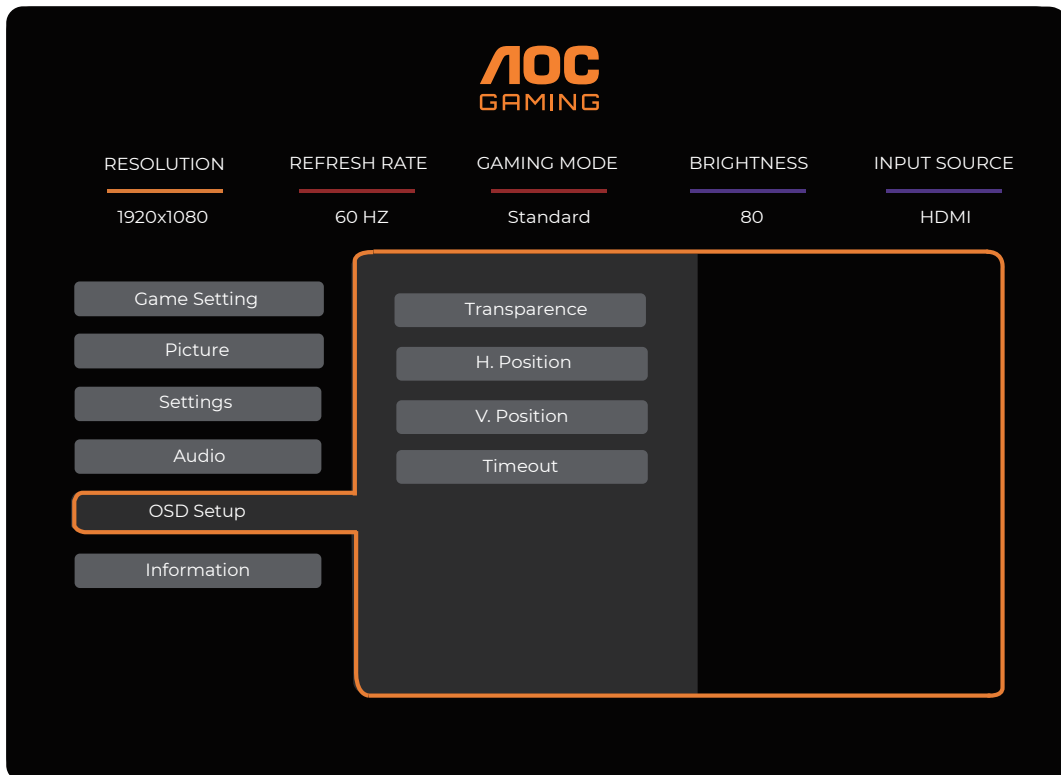 AOC
GAMING
RESOLUTION REFRESH RATE GAMING MODE BRIGHTNESS INPUT SOURCE
1920x1080 60 HZ Standard 80 HDMI
Game Setting
Picture
Settings
Audio
OSD Setup
Information
Transparence
H. Position
V. Position
Timeout